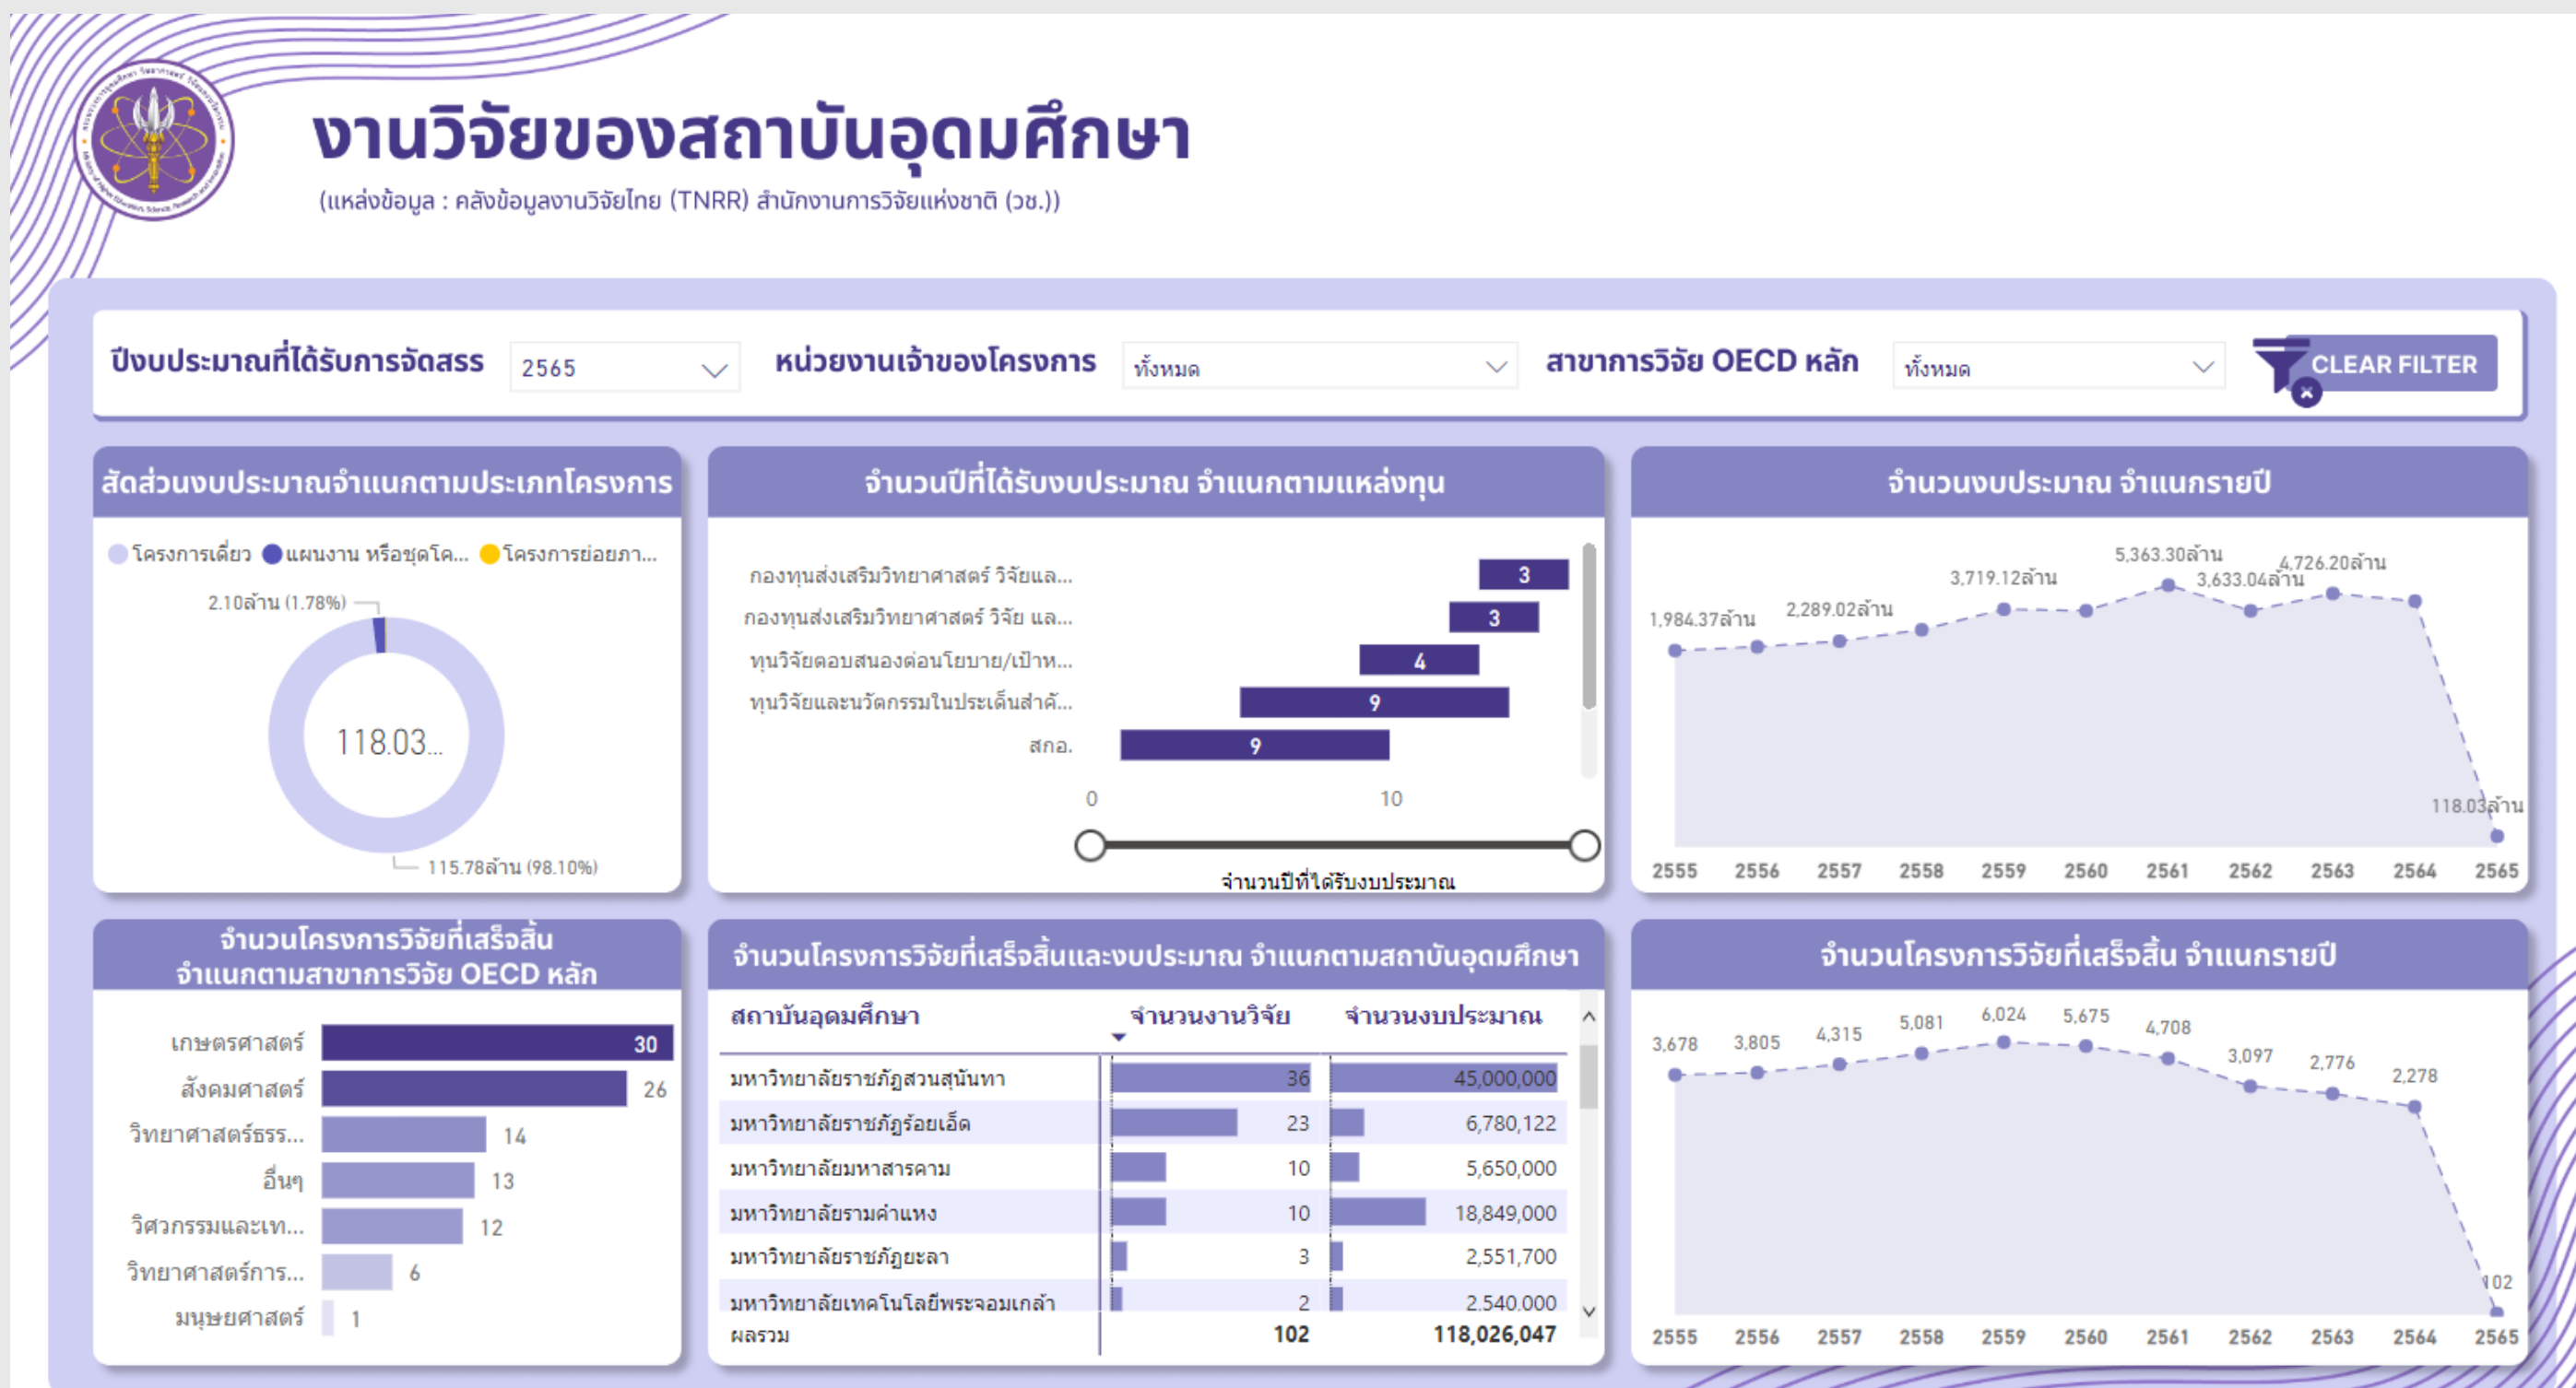 งานวิจัยของสถาบันอุดมศึกษา
(แหล่งข้อมูล : คลังข้อมูลงานวิจัยไทย (TNRR) สำนักงานการวิจัยแห่งชาติ (วช.))
ปีงบประมาณที่ได้รับการจัดสรร
2565
หน่วยงานเจ้าของโครงการ
ทั้งหมด
สาขาการวิจัย OECD หลัก
ทั้งหมด
CLEAR FILTER
สัดส่วนงบประมาณจำแนกตามประเภทโครงการ
โครงการเดี่ยว แผนงาน หรือชุดโค... โครงการย่อยภา...
2.10ล้าน (1.78%)
118.03...
115.78ล้าน (98.10%)
จำนวนปีที่ได้รับงบประมาณ จำแนกตามแหล่งทุน
กองทุนส่งเสริมวิทยาศาสตร์ วิจัยแล... 3
กองทุนส่งเสริมวิทยาศาสตร์ วิจัย แล... 3
ทุนวิจัยตอบสนองต่อนโยบาย/เป้าห... 4
ทุนวิจัยและนวัตกรรมในประเด็นสำคั... 9
สกอ. 9
0 10
จำนวนปีที่ได้รับงบประมาณ
จำนวนงบประมาณ จำแนกรายปี
1,984.37ล้าน
2,289.02ล้าน
3,719.12ล้าน
5,363.30ล้าน
3,633.04ล้าน
4,726.20ล้าน
118.03ล้าน
2555 2556 2557 2558 2559 2560 2561 2562 2563 2564 2565
จำนวนโครงการวิจัยที่เสร็จสิ้น
จำแนกตามสาขาการวิจัย OECD หลัก
เกษตรศาสตร์ 30
สังคมศาสตร์ 26
วิทยาศาสตร์ธรร... 14
อื่นๆ 13
วิศวกรรมและเท... 12
วิทยาศาสตร์การ... 6
มนุษยศาสตร์ 1
จำนวนโครงการวิจัยที่เสร็จสิ้นและงบประมาณ จำแนกตามสถาบันอุดมศึกษา
สถาบันอุดมศึกษา จำนวนงานวิจัย จำนวนงบประมาณ
มหาวิทยาลัยราชภัฏสวนสุนันทา 36 45,000,000
มหาวิทยาลัยราชภัฏร้อยเอ็ด 23 6,780,122
มหาวิทยาลัยมหาสารคาม 10 5,650,000
มหาวิทยาลัยรามคำแหง 10 18,849,000
มหาวิทยาลัยราชภัฏยะลา 3 2,551,700
มหาวิทยาลัยเทคโนโลยีพระจอมเกล้า 2 2,540,000
ผลรวม 102 118,026,047
จำนวนโครงการวิจัยที่เสร็จสิ้น จำแนกรายปี
3,678 3,805 4,315 5,081 6,024 5,675 4,708 3,097 2,776 2,278 102
2555 2556 2557 2558 2559 2560 2561 2562 2563 2564 2565